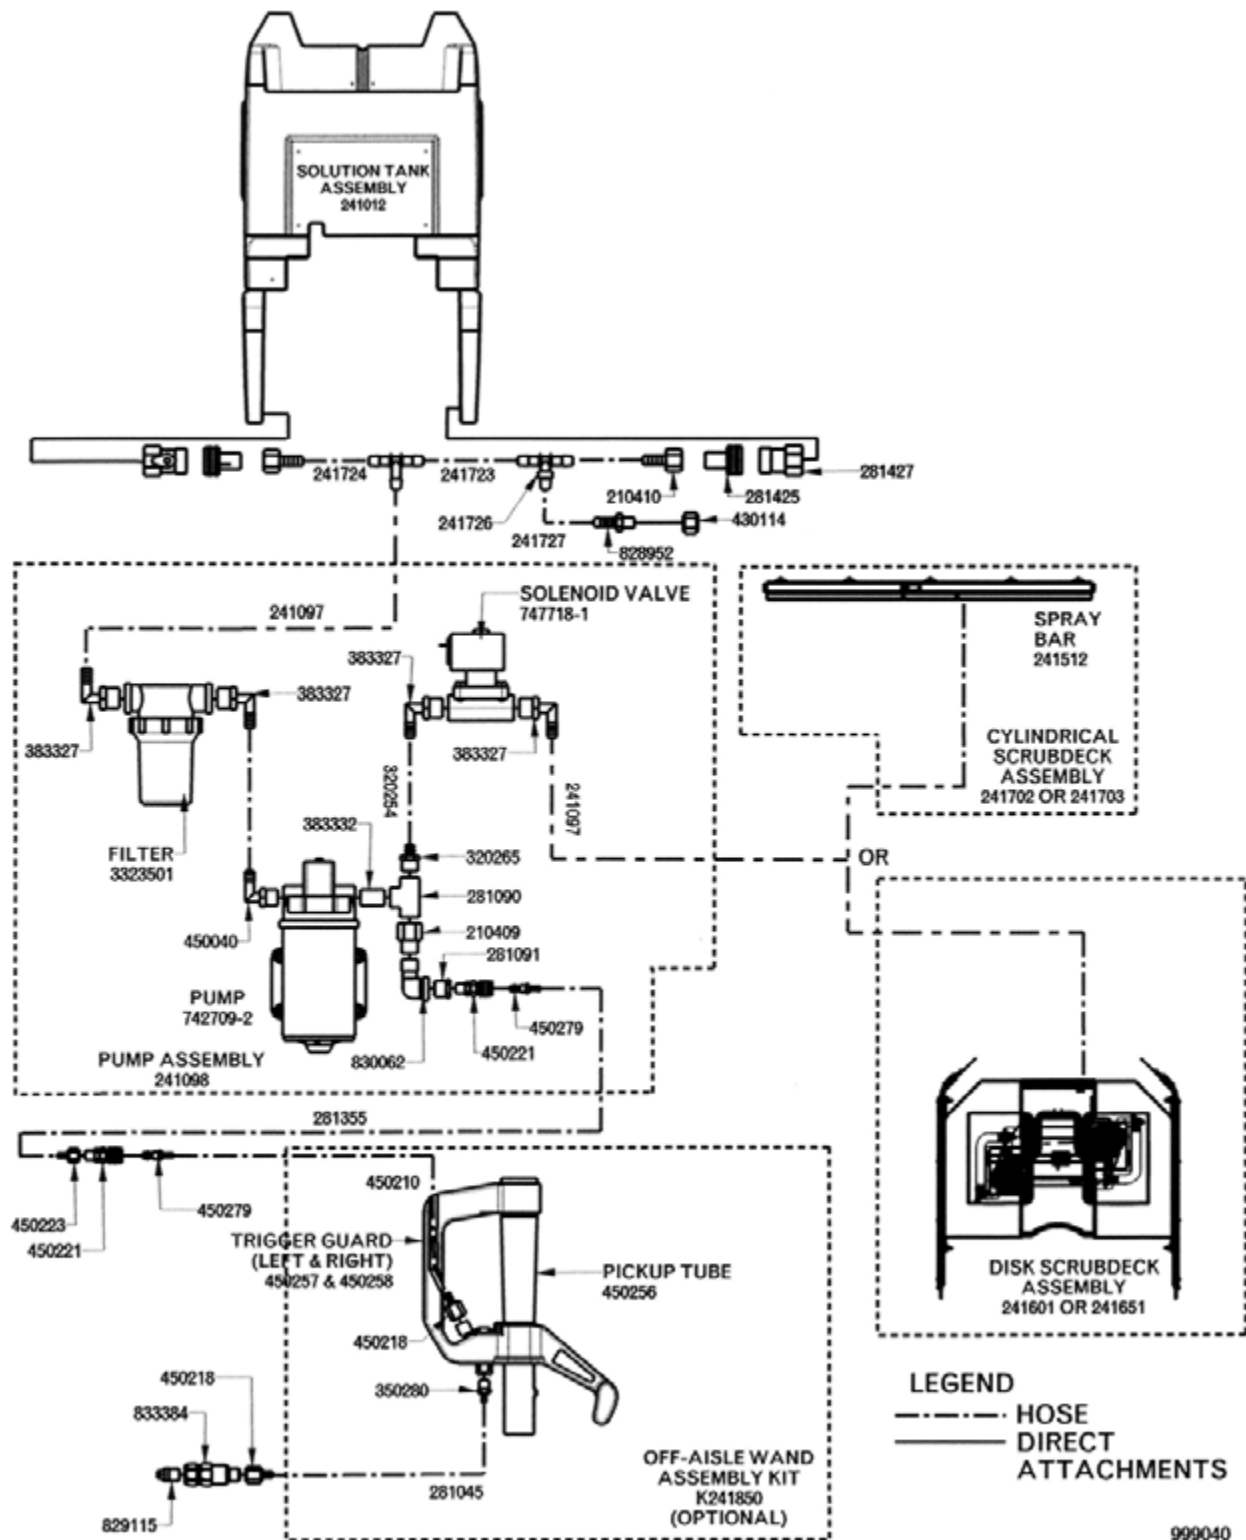 SOLUTION TANK
ASSEMBLY
241012
241724
241723
241726
241727
210410
281425
281427
430114
828952
241097
SOLENOID VALVE
747718-1
383327
383327
383327
383327
320254
241097
SPRAY
BAR
241512
CYLINDRICAL
SCRUBDECK
ASSEMBLY
241702 OR 241703
FILTER
3323501
383332
320265
281090
210409
281091
450040
PUMP
742709-2
450279
450221
830062
PUMP ASSEMBLY
241098
OR
281355
450223
450221
450279
450210
TRIGGER GUARD
(LEFT & RIGHT)
450257 & 450258
PICKUP TUBE
450256
450218
450218
350280
833384
829115
281045
OFF-AISLE WAND
ASSEMBLY KIT
K241850
(OPTIONAL)
DISK SCRUBDECK
ASSEMBLY
241601 OR 241651
LEGEND
HOSE
DIRECT
ATTACHMENTS
999040